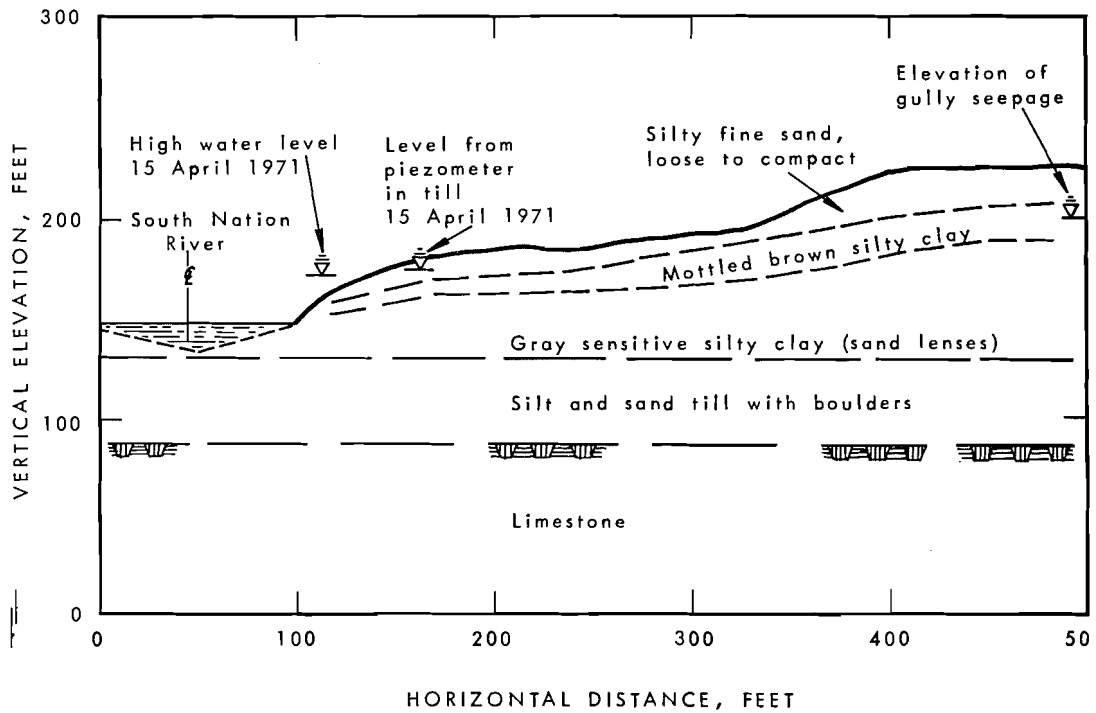 300
200
100
0
VERTICAL ELEVATION, FEET
High water level
15 April 1971
South Nation
River
℄
Level from
piezometer
in till
15 April 1971
Silty fine sand,
loose to compact
Elevation of
gully seepage
Mottled brown silty clay
Gray sensitive silty clay (sand lenses)
Silt and sand till with boulders
Limestone
0
100
200
300
400
50
HORIZONTAL DISTANCE, FEET